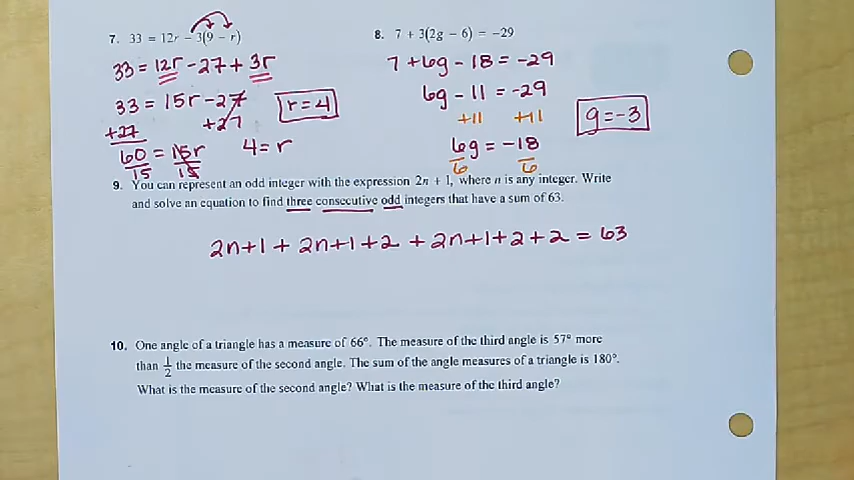 7. 33 = 12r − 3(9 − r)
33 = 12r − 27 + 3r
33 = 15r − 27
+27 +27
60 = 15r
15 15
4 = r
r = 4
8. 7 + 3(2g − 6) = −29
7 + 6g − 18 = −29
6g − 11 = −29
+11 +11
6g = −18
6 6
g = −3
9. You can represent an odd integer with the expression 2n + 1, where n is any integer. Write
and solve an equation to find three consecutive odd integers that have a sum of 63.
2n+1 + 2n+1+2 + 2n+1+2+2 = 63
10. One angle of a triangle has a measure of 66°. The measure of the third angle is 57° more
than 1/2 the measure of the second angle. The sum of the angle measures of a triangle is 180°.
What is the measure of the second angle? What is the measure of the third angle?